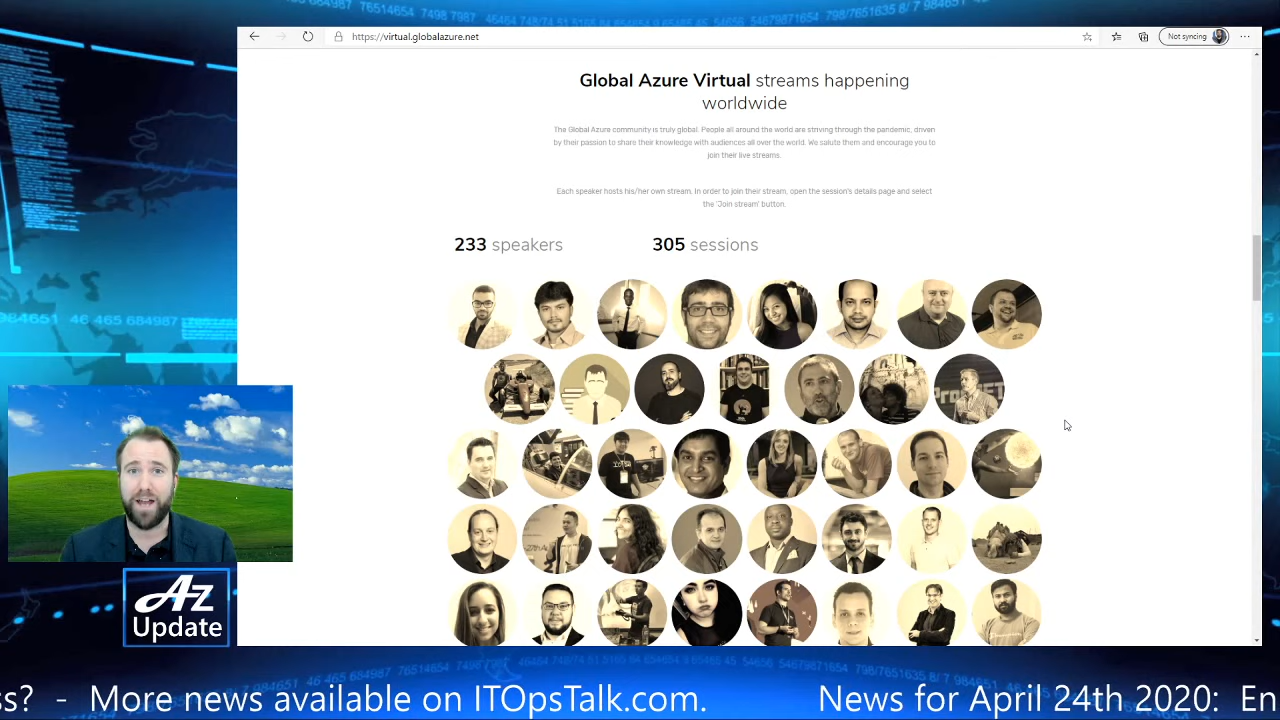 https://virtual.globalazure.net
Not syncing
Global Azure Virtual streams happening
worldwide
The Global Azure community is truly global. People all around the world are striving through the pandemic, driven
by their passion to share their knowledge with audiences all over the world. We salute them and encourage you to
join their live streams.
Each speaker hosts his/her own stream. In order to join their stream, open the session's details page and select
the 'Join stream' button.
233 speakers
305 sessions
Az
Update
ss? - More news available on ITOpsTalk.com. News for April 24th 2020: En